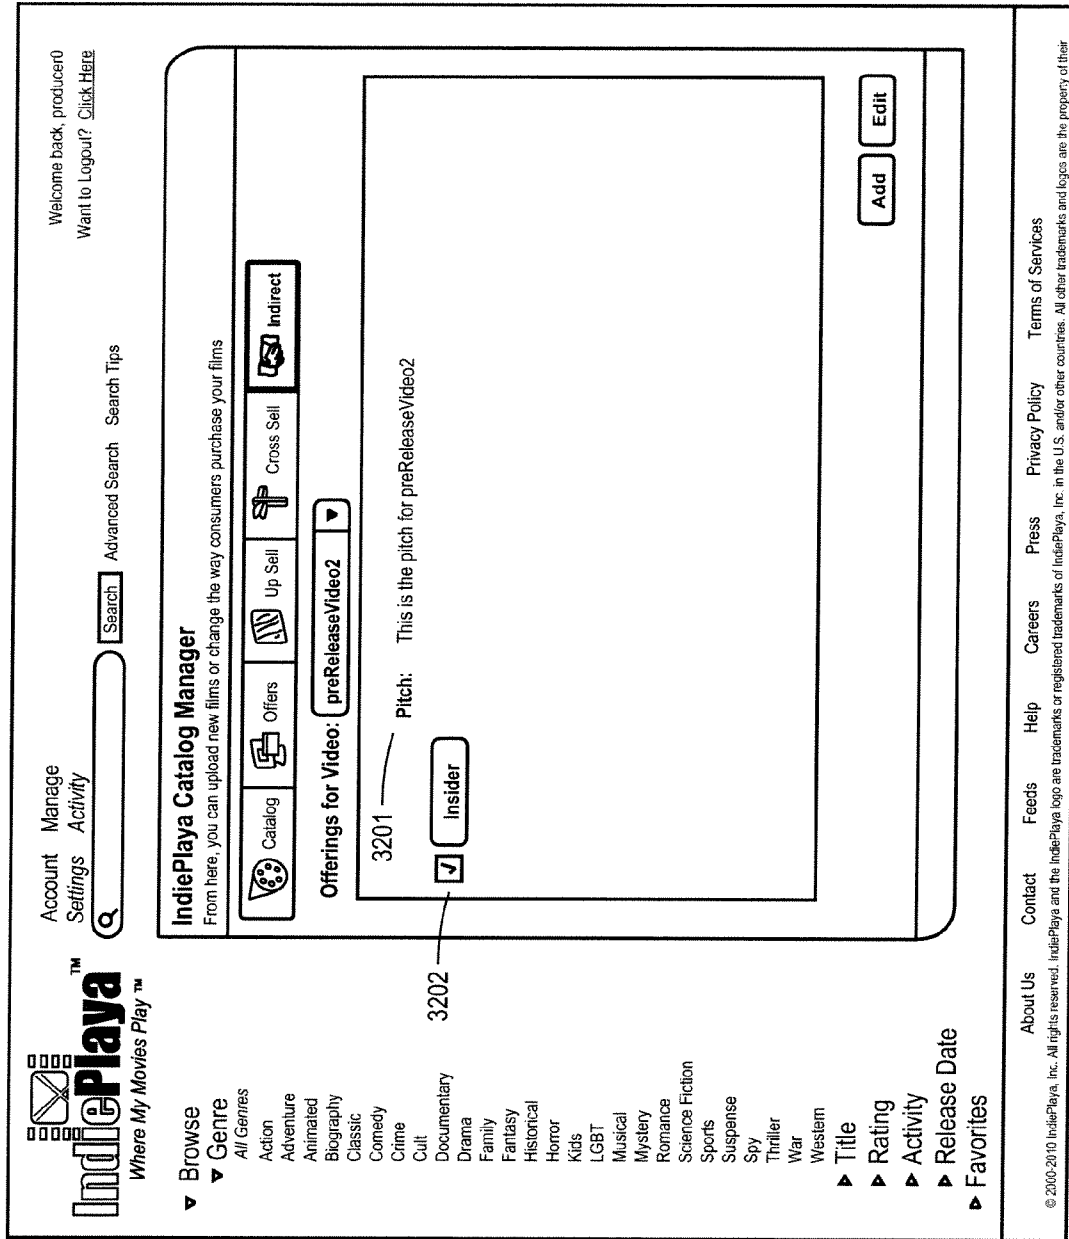 IndiePlaya™
Where My Movies Play ™
Account Manage
Settings Activity
Welcome back, producer0
Want to Logout? Click Here
Search Advanced Search Search Tips
Browse
Genre
All Genres
Action
Adventure
Animated
Biography
Classic
Comedy
Crime
Cult
Documentary
Drama
Family
Fantasy
Historical
Horror
Kids
LGBT
Musical
Mystery
Romance
Science Fiction
Sports
Suspense
Spy
Thriller
War
Western
Title
Rating
Activity
Release Date
Favorites
IndiePlaya Catalog Manager
From here, you can upload new films or change the way consumers purchase your films
Catalog Offers Up Sell Cross Sell Indirect
Offerings for Video: preReleaseVideo2
3201
Pitch: This is the pitch for preReleaseVideo2
3202
Insider
Add Edit
About Us Contact Feeds Help Careers Press Privacy Policy Terms of Services
© 2000-2010 IndiePlaya, Inc. All rights reserved. IndiePlaya and the IndiePlaya logo are trademarks or registered trademarks of IndiePlaya, Inc. in the U.S. and/or other countries. All other trademarks and logos are the property of their